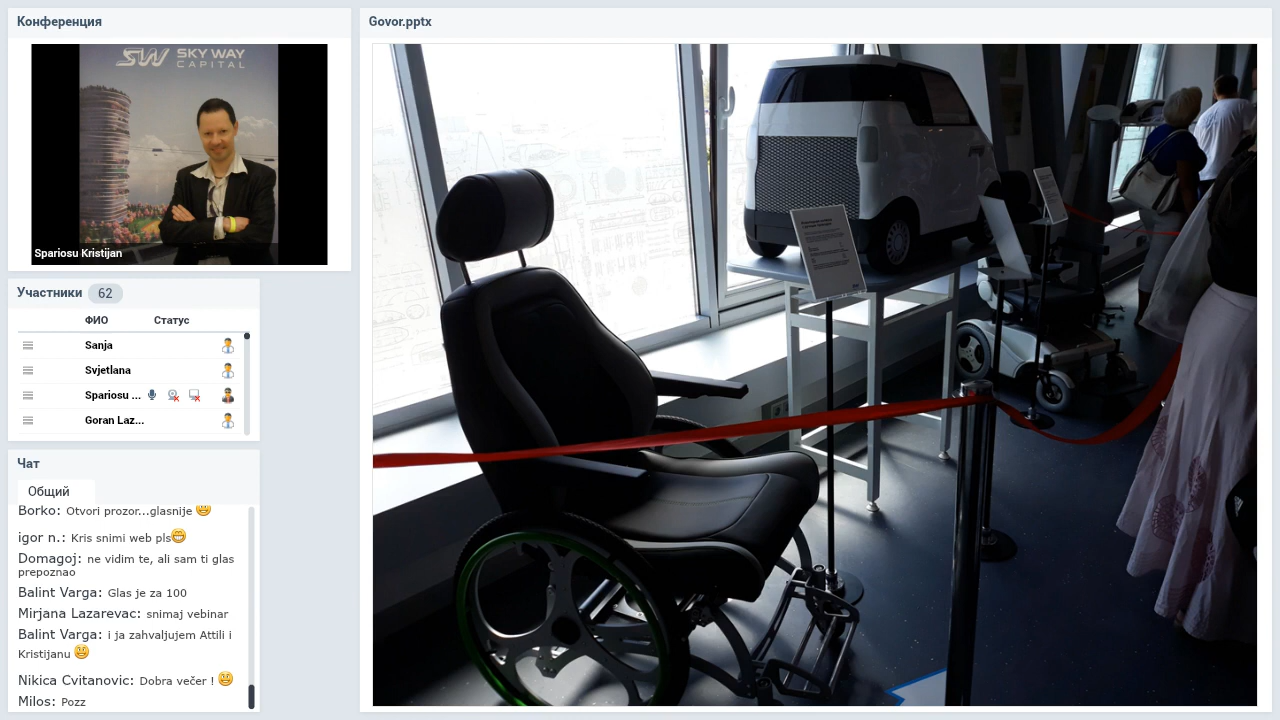 Конференция
SKY WAY
CAPITAL
Spariosu Kristijan
Участники 62
ФИО Статус
Sanja
Svjetlana
Spariosu ...
Goran Laz...
Чат
Общий
Borko: Otvori prozor...glasnije
igor n.: Kris snimi web pls
Domagoj: ne vidim te, ali sam ti glas
prepoznao
Balint Varga: Glas je za 100
Mirjana Lazarevac: snimaj vebinar
Balint Varga: i ja zahvaljujem Attili i
Kristijanu
Nikica Cvitanovic: Dobra večer !
Milos: Pozz
Govor.pptx